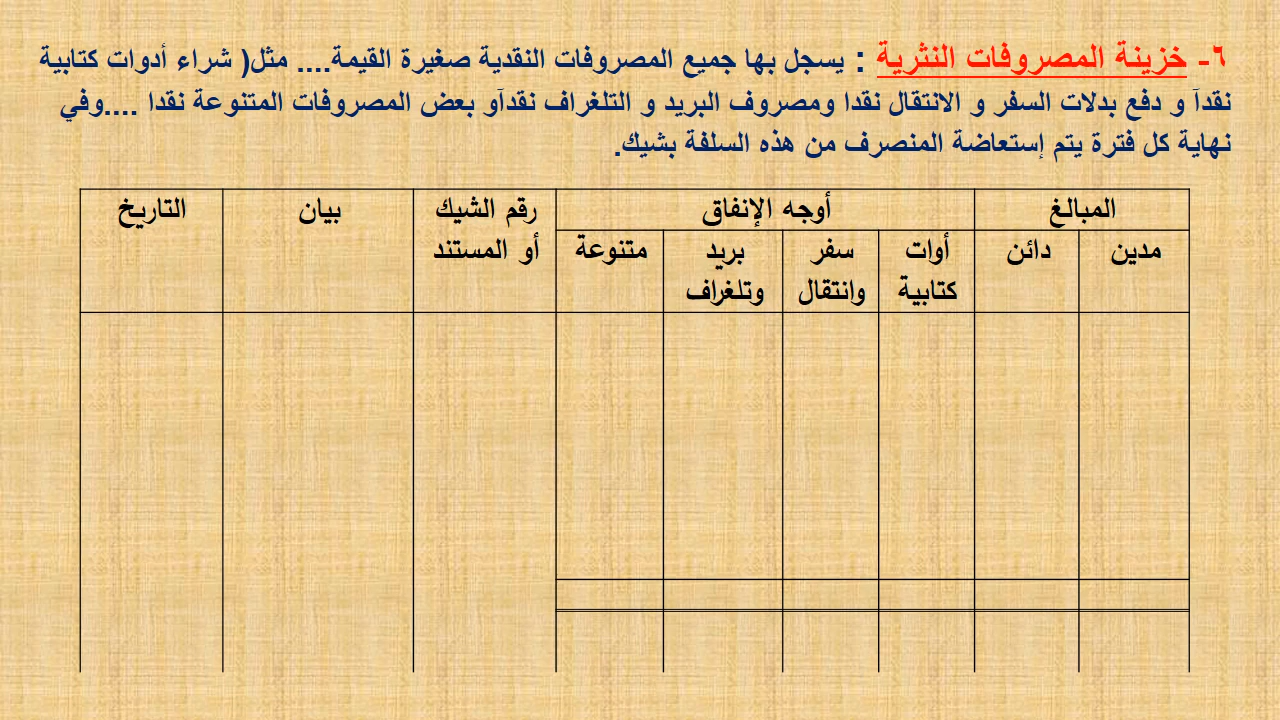 ٦- خزينة المصروفات النثرية : يسجل بها جميع المصروفات النقدية صغيرة القيمة.... مثل( شراء أدوات كتابية
نقدآ و دفع بدلات السفر و الانتقال نقدا ومصروف البريد و التلغراف نقدآو بعض المصروفات المتنوعة نقدا ....وفي
نهاية كل فترة يتم إستعاضة المنصرف من هذه السلفة بشيك.
المبالغ أوجه الإنفاق رقم الشيك بيان التاريخ
مدين دائن أوات سفر بريد متنوعة أو المستند
كتابية وانتقال وتلغراف